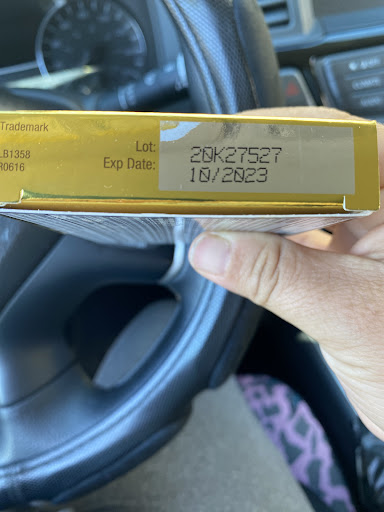 Trademark
LB1358
R0616
Lot: 20K27527
Exp Date: 10/2023